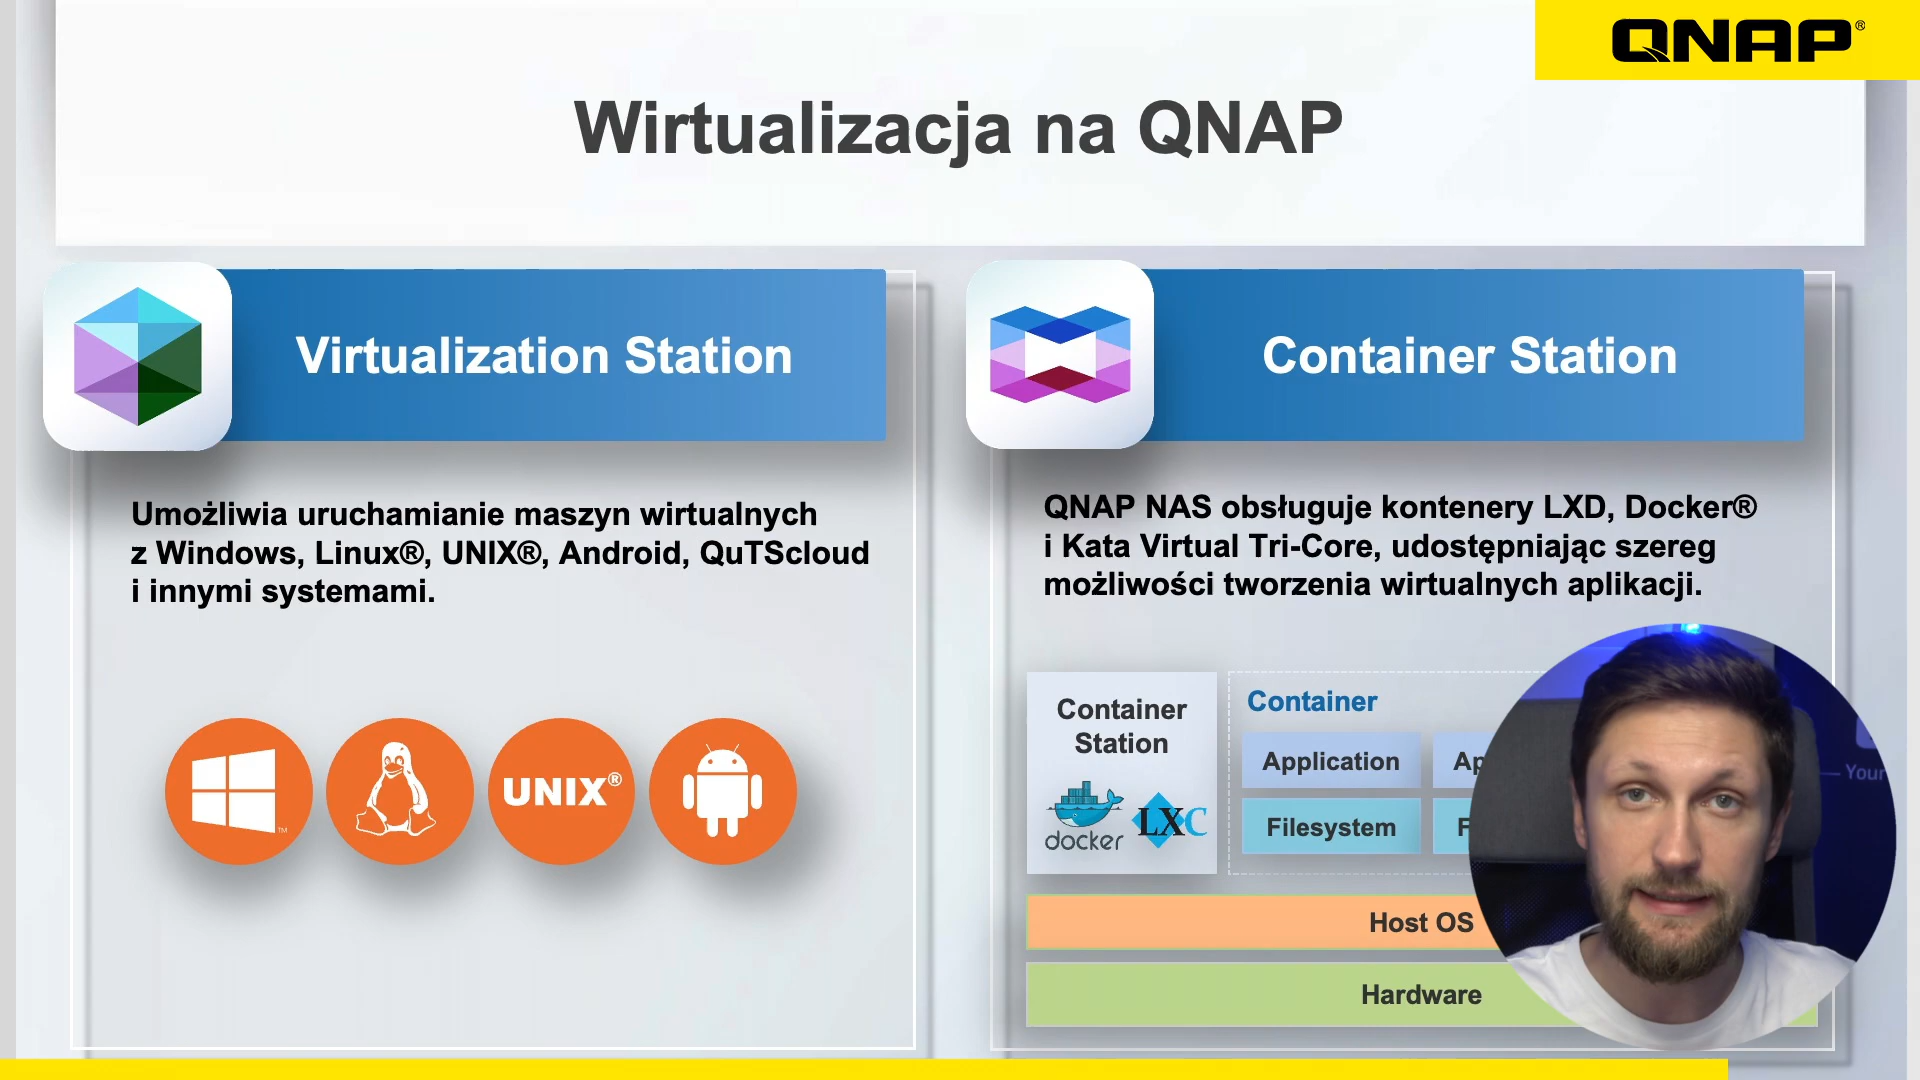 QNAP®
Wirtualizacja na QNAP
Virtualization Station
Umożliwia uruchamianie maszyn wirtualnych
z Windows, Linux®, UNIX®, Android, QuTScloud
i innymi systemami.
TM
UNIX®
Container Station
QNAP NAS obsługuje kontenery LXD, Docker®
i Kata Virtual Tri-Core, udostępniając szereg
możliwości tworzenia wirtualnych aplikacji.
Container
Station
docker
LXC
Container
Application
Filesystem
Host OS
Hardware
Your